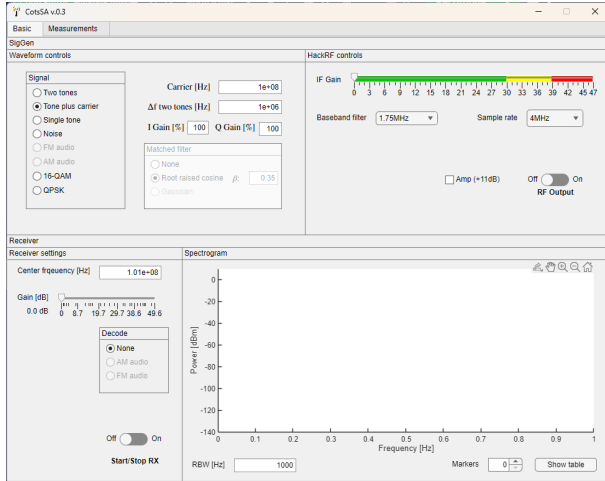 CotsSA v.0.3
Basic Measurements
SigGen
Waveform controls
Signal
Two tones
Tone plus carrier
Single tone
Noise
FM audio
AM audio
16-QAM
QPSK
Carrier [Hz] 1e+08
Δf two tones [Hz] 1e+06
I Gain [%] 100 Q Gain [%] 100
Matched filter
None
Root raised cosine β: 0.35
Gaussian
HackRF controls
IF Gain
0 3 6 9 12 15 18 21 24 27 30 33 36 39 42 45 47
Baseband filter 1.75MHz Sample rate 4MHz
Amp (+11dB) Off On
RF Output
Receiver
Receiver settings
Center frqeuency [Hz] 1.01e+08
Gain [dB]
0.0 dB 0 8.7 19.7 29.7 38.6 49.6
Decode
None
AM audio
FM audio
Off On
Start/Stop RX
Spectrogram
Power [dBm]
0
-20
-40
-60
-80
-100
-120
-140
0 0.1 0.2 0.3 0.4 0.5 0.6 0.7 0.8 0.9 1
Frequency [Hz]
RBW [Hz] 1000 Markers 0 Show table